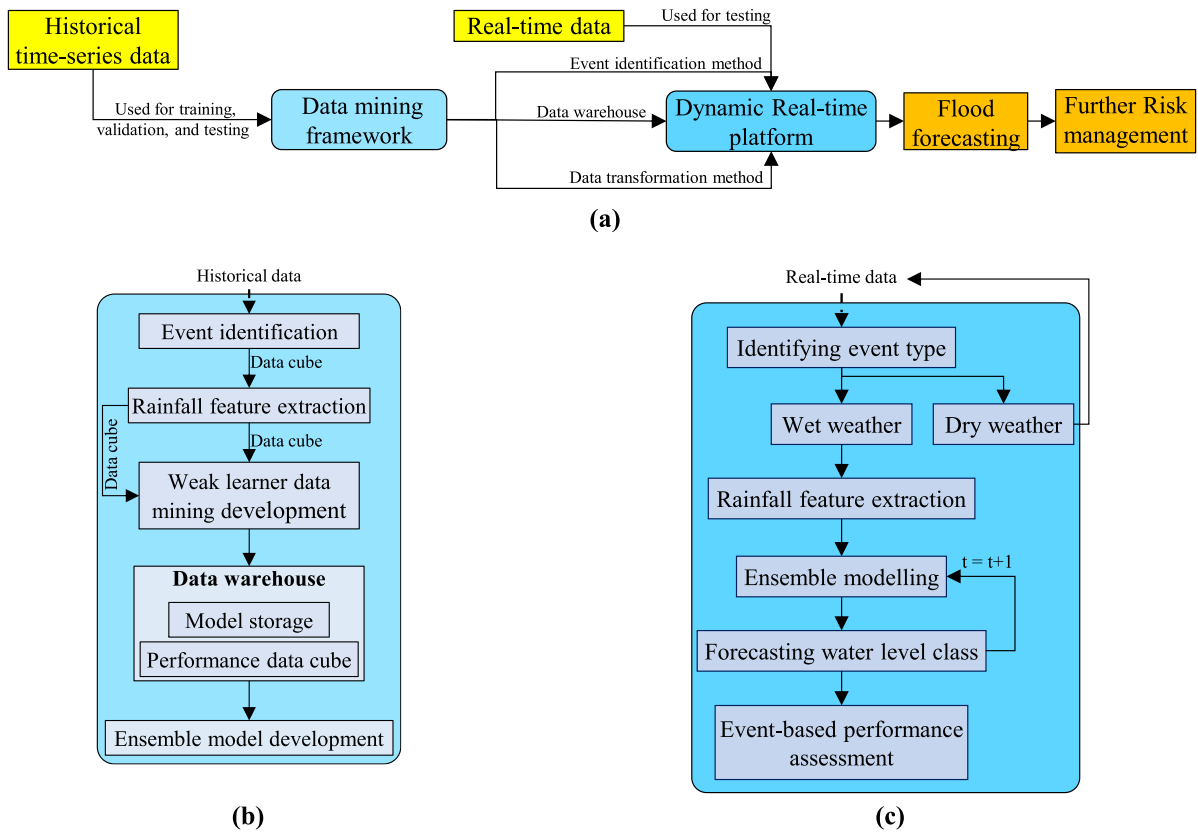 Historical
time-series data
Real-time data
Used for testing
Event identification method
Used for training,
validation, and testing
Data mining
framework
Data warehouse
Dynamic Real-time
platform
Flood
forecasting
Further Risk
management
Data transformation method
(a)
Historical data
Event identification
Data cube
Rainfall feature extraction
Data cube
Data cube
Weak learner data
mining development
Data warehouse
Model storage
Performance data cube
Ensemble model development
(b)
Real-time data
Identifying event type
Wet weather
Dry weather
Rainfall feature extraction
Ensemble modelling
t = t+1
Forecasting water level class
Event-based performance
assessment
(c)